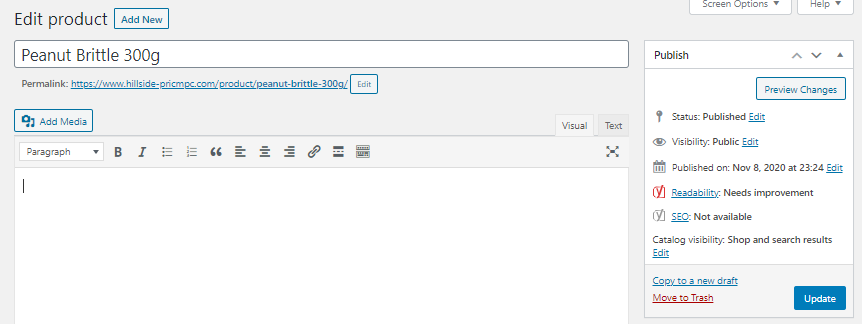 Screen Options ▼
Help ▼
Edit product
Add New
Peanut Brittle 300g
Permalink: https://www.hillside-pricmpc.com/product/peanut-brittle-300g/
Edit
Add Media
Visual
Text
Paragraph
B I
Publish
Preview Changes
Status: Published Edit
Visibility: Public Edit
Published on: Nov 8, 2020 at 23:24 Edit
Readability: Needs improvement
SEO: Not available
Catalog visibility: Shop and search results
Edit
Copy to a new draft
Move to Trash
Update